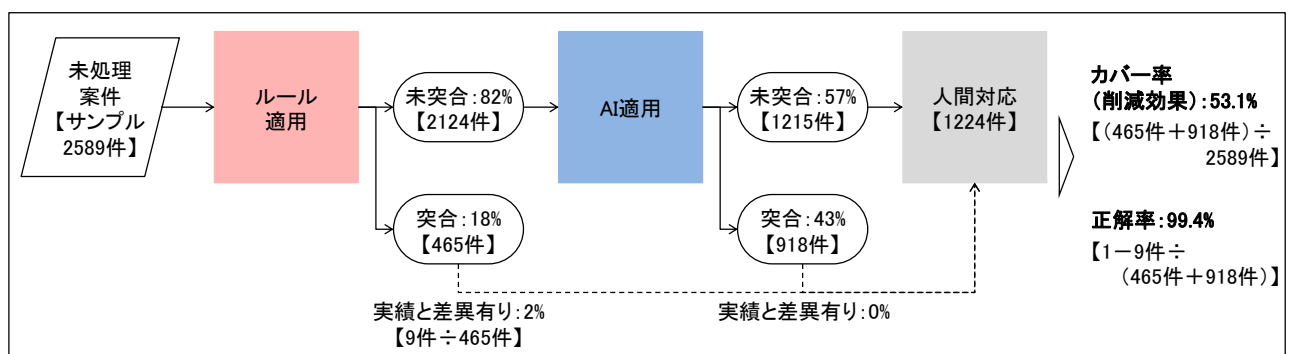 未処理
案件
【サンプル
2589件】
ルール
適用
未突合:82%
【2124件】
突合:18%
【465件】
AI適用
未突合:57%
【1215件】
突合:43%
【918件】
人間対応
【1224件】
実績と差異有り:2%
【9件÷465件】
実績と差異有り:0%
カバー率
(削減効果):53.1%
【(465件+918件)÷
2589件】
正解率:99.4%
【1-9件÷
(465件+918件)】